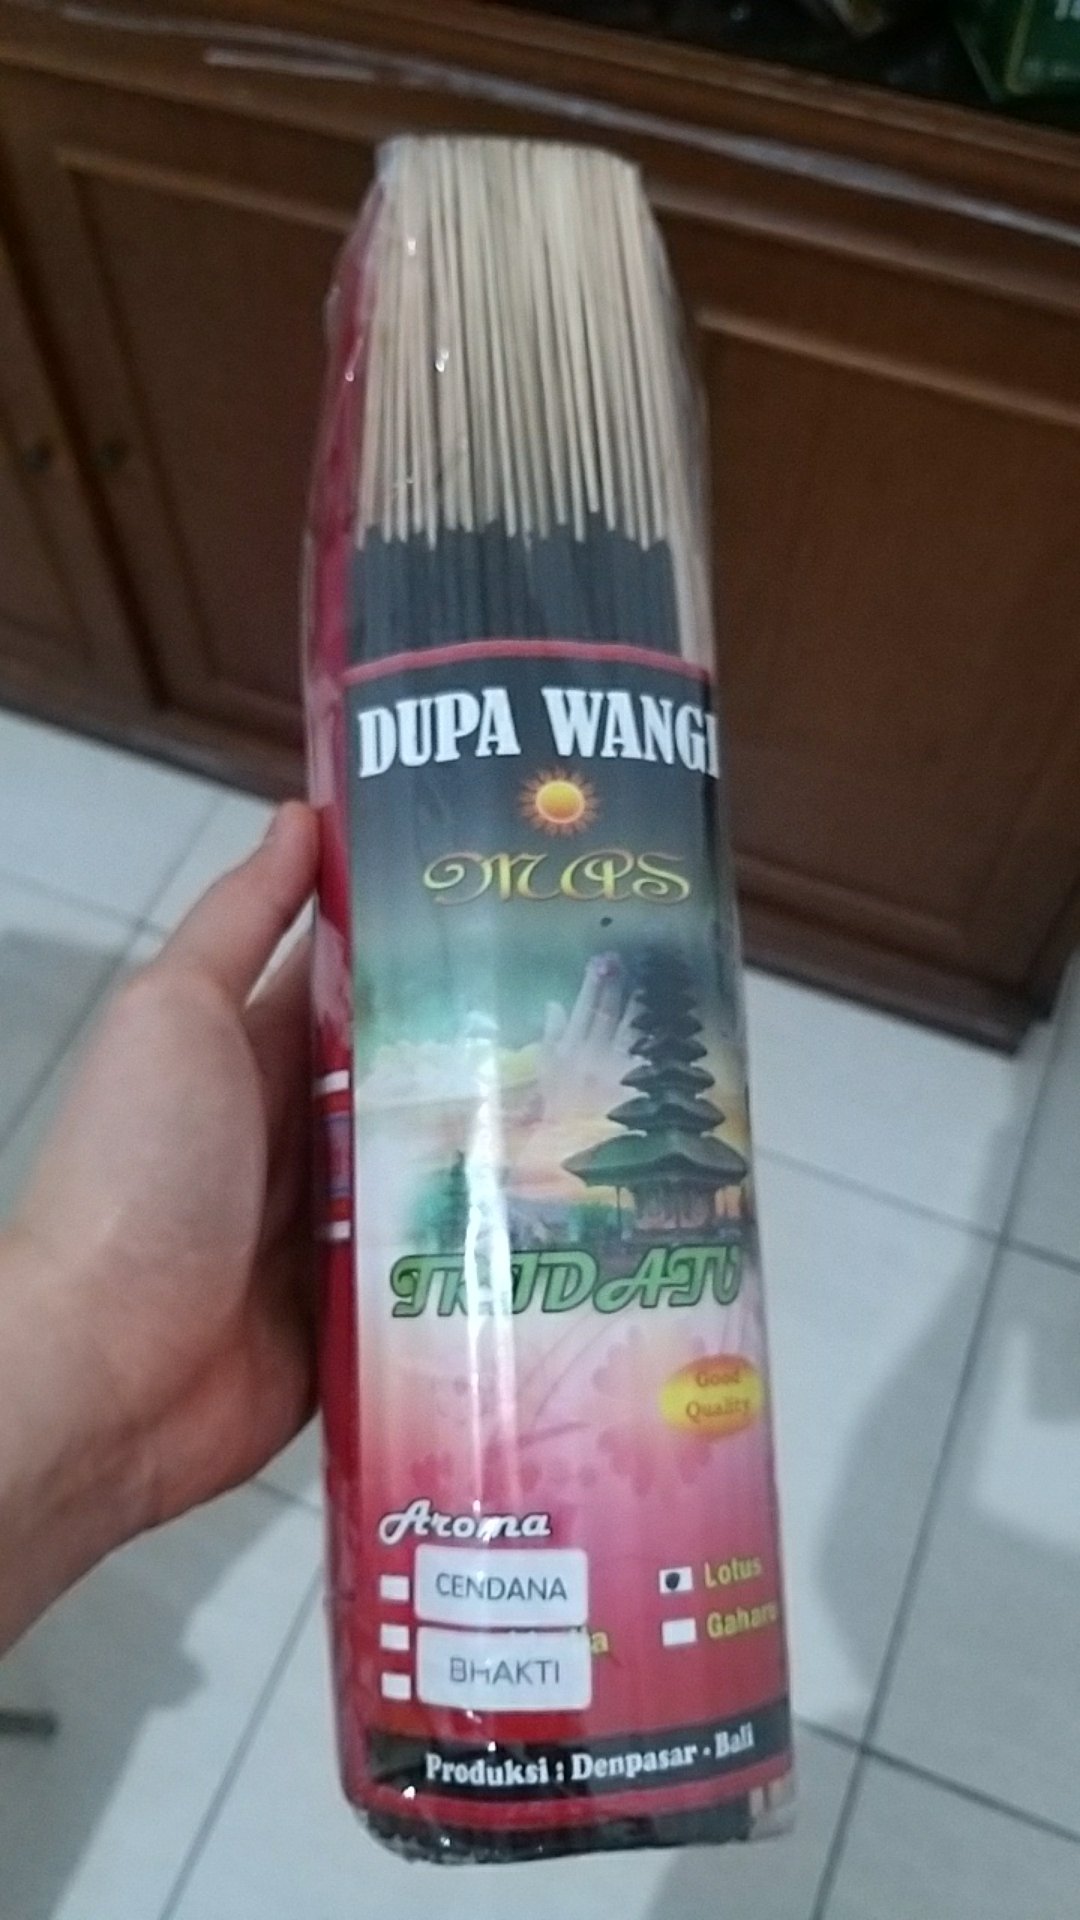 DUPA WANGI
MAS
TRIDATU
Good
Quality
Aroma
CENDANA
Lotus
Gaharu
BHAKTI
Produksi : Denpasar - Bali